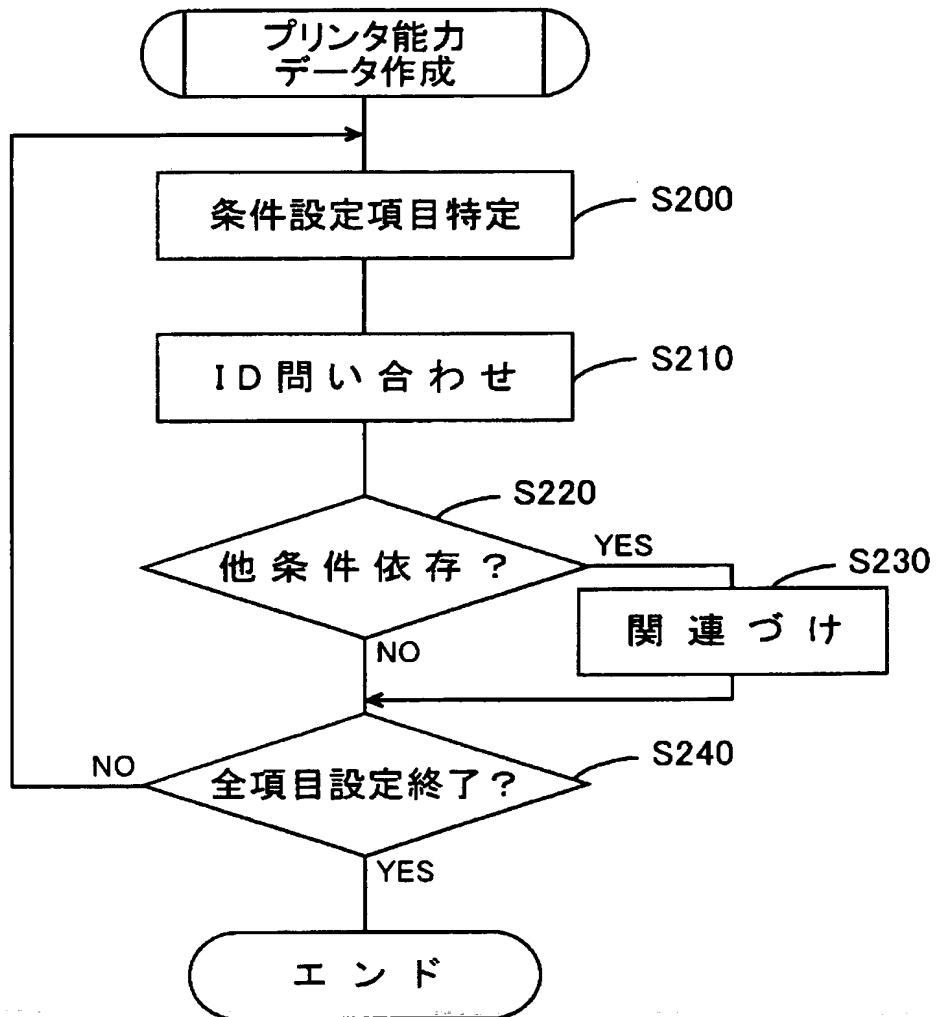 プリンタ能力
データ作成
条件設定項目特定
S200
ID問い合わせ
S210
S220
他条件依存?
YES
S230
関連づけ
NO
S240
NO
全項目設定終了?
YES
エンド